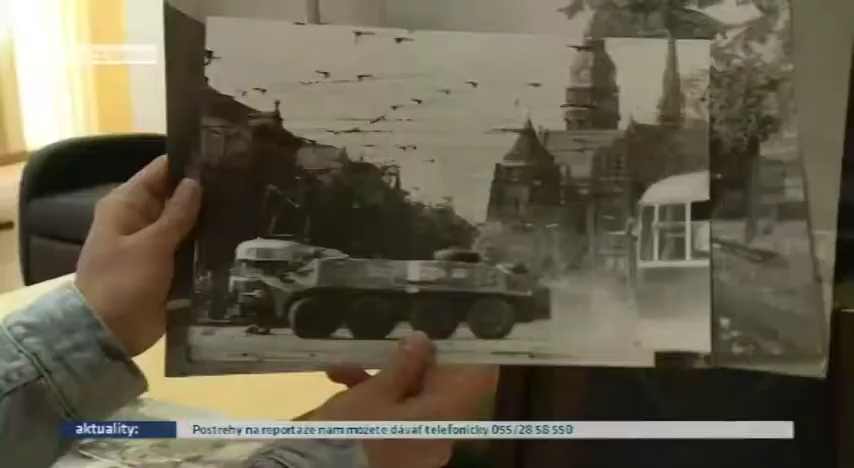 aktuality: Postrehy na reportáže nám môžete dávať telefonicky 055/28 58 550